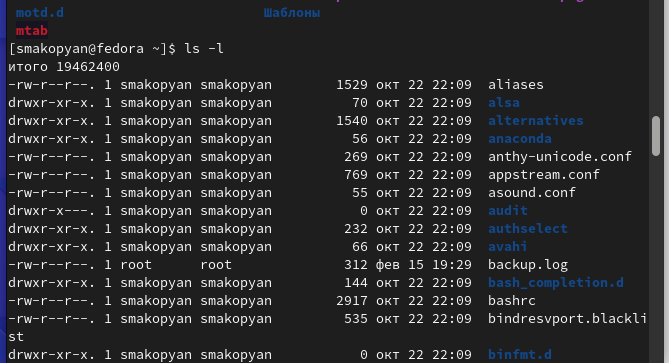 motd.d Шаблоны
mtab
[smakopyan@fedora ~]$ ls -l
итого 19462400
-rw-r--r--. 1 smakopyan smakopyan 1529 окт 22 22:09 aliases
drwxr-xr-x. 1 smakopyan smakopyan 70 окт 22 22:09 alsa
drwxr-xr-x. 1 smakopyan smakopyan 1540 окт 22 22:09 alternatives
drwxr-xr-x. 1 smakopyan smakopyan 56 окт 22 22:09 anaconda
-rw-r--r--. 1 smakopyan smakopyan 269 окт 22 22:09 anthy-unicode.conf
-rw-r--r--. 1 smakopyan smakopyan 769 окт 22 22:09 appstream.conf
-rw-r--r--. 1 smakopyan smakopyan 55 окт 22 22:09 asound.conf
drwxr-x---. 1 smakopyan smakopyan 0 окт 22 22:09 audit
drwxr-xr-x. 1 smakopyan smakopyan 232 окт 22 22:09 authselect
drwxr-xr-x. 1 smakopyan smakopyan 66 окт 22 22:09 avahi
-rw-r--r--. 1 root root 312 фев 15 19:29 backup.log
drwxr-xr-x. 1 smakopyan smakopyan 144 окт 22 22:09 bash_completion.d
-rw-r--r--. 1 smakopyan smakopyan 2917 окт 22 22:09 bashrc
-rw-r--r--. 1 smakopyan smakopyan 535 окт 22 22:09 bindresvport.blackli
st
drwxr-xr-x. 1 smakopyan smakopyan 0 окт 22 22:09 binfmt.d